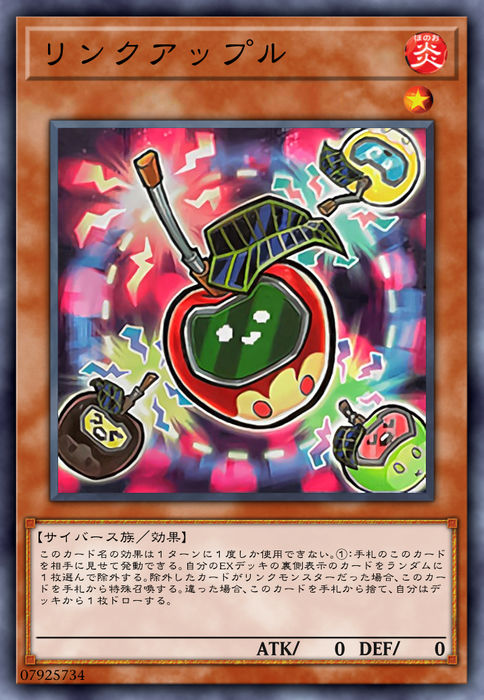 リンクアップル
ほのお
炎
【サイバース族／効果】
このカード名の効果は１ターンに１度しか使用できない。①：手札のこのカード
を相手に見せて発動できる。自分のEXデッキの裏側表示のカードをランダムに
１枚選んで除外する。除外したカードがリンクモンスターだった場合、このカー
ドを手札から特殊召喚する。違った場合、このカードを手札から捨て、自分はデ
ッキから１枚ドローする。
ATK/ 0 DEF/ 0
07925734